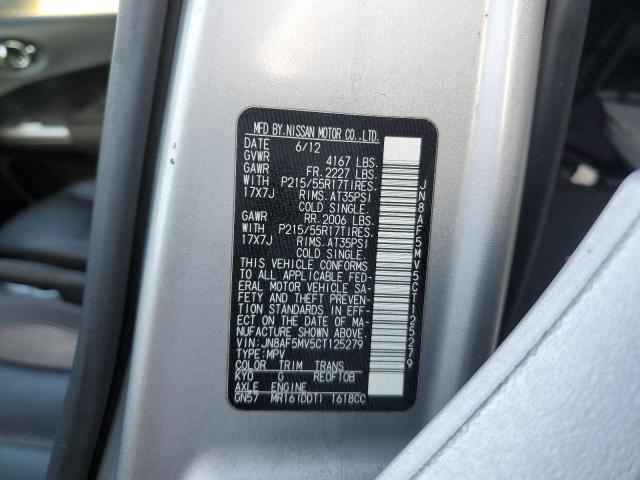 MFD BY. NISSAN MOTOR CO., LTD.
DATE 6/12
GVWR 4167 LBS.
GAWR FR. 2227 LBS.
WITH P215/55R17TIRES.
17X7J RIMS. AT35PSI
COLD SINGLE.
GAWR RR. 2006 LBS.
WITH P215/55R17TIRES.
17X7J RIMS. AT35PSI
COLD SINGLE.
THIS VEHICLE CONFORMS
TO ALL APPLICABLE FED-
ERAL MOTOR VEHICLE SA-
FETY AND THEFT PREVEN-
TION STANDARDS IN EFF-
ECT ON THE DATE OF MA-
NUFACTURE SHOWN ABOVE.
VIN: JN8AF5MV5CT125279
TYPE: MPV
COLOR TRIM TRANS
KYO G RE0F10B
AXLE ENGINE
GN57 MR16(DDT) 1618CC
JN8AF5MV5CT125279